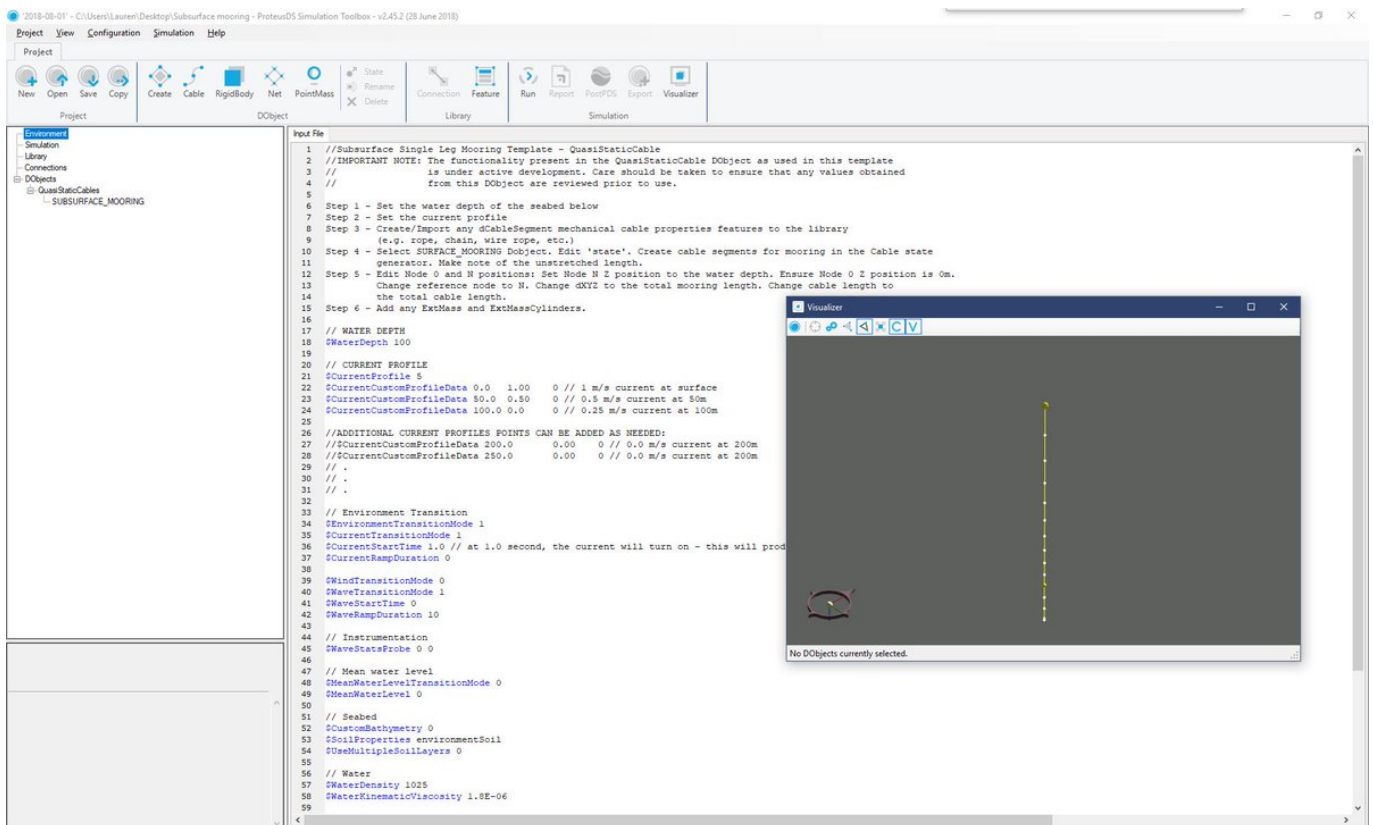 '2018-08-01' - C:\Users\Lauren\Desktop\Subsurface mooring - ProteusDS Simulation Toolbox - v2.45.2 (28 June 2018)
Project View Configuration Simulation Help
Project
New Open Save Copy Create Cable RigidBody Net PointMass State Rename Delete Connection Feature Run Report PostPDS Export Visualizer
Project DObject Library Simulation
Environment
Simulation
Library
Connections
DObjects
QuasiStaticCables
SUBSURFACE_MOORING
Input File
1 //Subsurface Single Leg Mooring Template - QuasiStaticCable
2 //IMPORTANT NOTE: The functionality present in the QuasiStaticCable DObject as used in this template
3 // is under active development. Care should be taken to ensure that any values obtained
4 // from this DObject are reviewed prior to use.
5
6 Step 1 - Set the water depth of the seabed below
7 Step 2 - Set the current profile
8 Step 3 - Create/Import any dCableSegment mechanical cable properties features to the library
9 (e.g. rope, chain, wire rope, etc.)
10 Step 4 - Select SURFACE_MOORING Dobject. Edit 'state'. Create cable segments for mooring in the Cable state
11 generator. Make note of the unstretched length.
12 Step 5 - Edit Node 0 and N positions: Set Node N Z position to the water depth. Ensure Node 0 Z position is 0m.
13 Change reference node to N. Change dXYZ to the total mooring length. Change cable length to
14 the total cable length.
15 Step 6 - Add any ExtMass and ExtMassCylinders.
16
17 // WATER DEPTH
18 $WaterDepth 100
19
20 // CURRENT PROFILE
21 $CurrentProfile 5
22 $CurrentCustomProfileData 0.0 1.00 0 // 1 m/s current at surface
23 $CurrentCustomProfileData 50.0 0.50 0 // 0.5 m/s current at 50m
24 $CurrentCustomProfileData 100.0 0.0 0 // 0.25 m/s current at 100m
25
26 //ADDITIONAL CURRENT PROFILES POINTS CAN BE ADDED AS NEEDED:
27 //$CurrentCustomProfileData 200.0 0.00 0 // 0.0 m/s current at 200m
28 //$CurrentCustomProfileData 250.0 0.00 0 // 0.0 m/s current at 200m
29 // .
30 // .
31 // .
32
33 // Environment Transition
34 $EnvironmentTransitionMode 1
35 $CurrentTransitionMode 1
36 $CurrentStartTime 1.0 // at 1.0 second, the current will turn on - this will prod
37 $CurrentRampDuration 0
38
39 $WindTransitionMode 0
40 $WaveTransitionMode 1
41 $WaveStartTime 0
42 $WaveRampDuration 10
43
44 // Instrumentation
45 $WaveStatsProbe 0 0
46
47 // Mean water level
48 $MeanWaterLevelTransitionMode 0
49 $MeanWaterLevel 0
50
51 // Seabed
52 $CustomBathymetry 0
53 $SoilProperties environmentSoil
54 $UseMultipleSoilLayers 0
55
56 // Water
57 $WaterDensity 1025
58 $WaterKinematicViscosity 1.8E-06
59
Visualizer
C V
No DObjects currently selected.